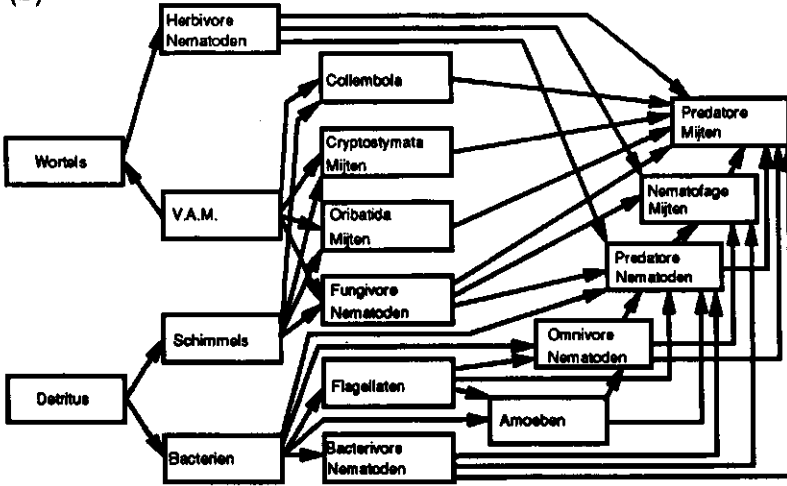 Herbivore
Nematoden
Collembola
Predatore
Mijten
Cryptostymata
Mijten
Wortels
Nematofage
Mijten
V.A.M.
Oribatida
Mijten
Predatore
Nematoden
Fungivore
Nematoden
Schimmels
Omnivore
Nematoden
Flagellaten
Detritus
Amoeben
Bacterien
Bacterivore
Nematoden